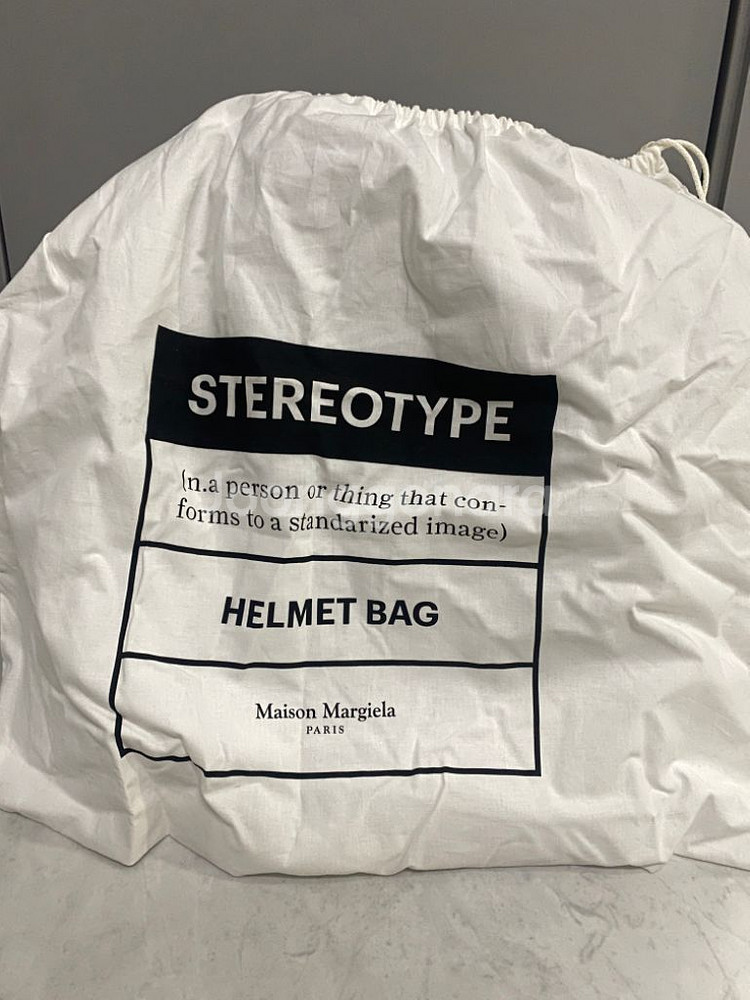 STEREOTYPE
(n.a person or thing that con-
forms to a standarized image)
HELMET BAG
Maison Margiela
PARIS